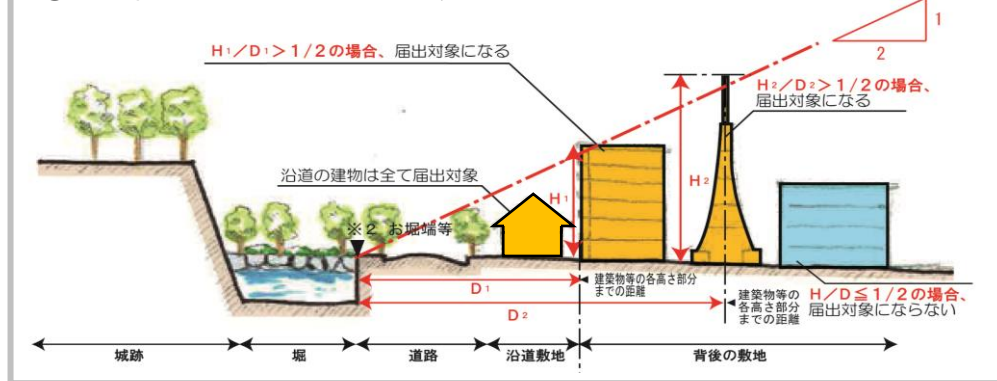 1
2
H1/D1>1/2の場合、届出対象になる
H2/D2>1/2の場合、
届出対象になる
沿道の建物は全て届出対象
H1
H2
※2 お堀端等
D1
建築物等の各高さ部分
までの距離
D2
建築物等の
各高さ部分
までの距離
H/D≦1/2の場合、
届出対象にならない
城跡
堀
道路
沿道敷地
背後の敷地